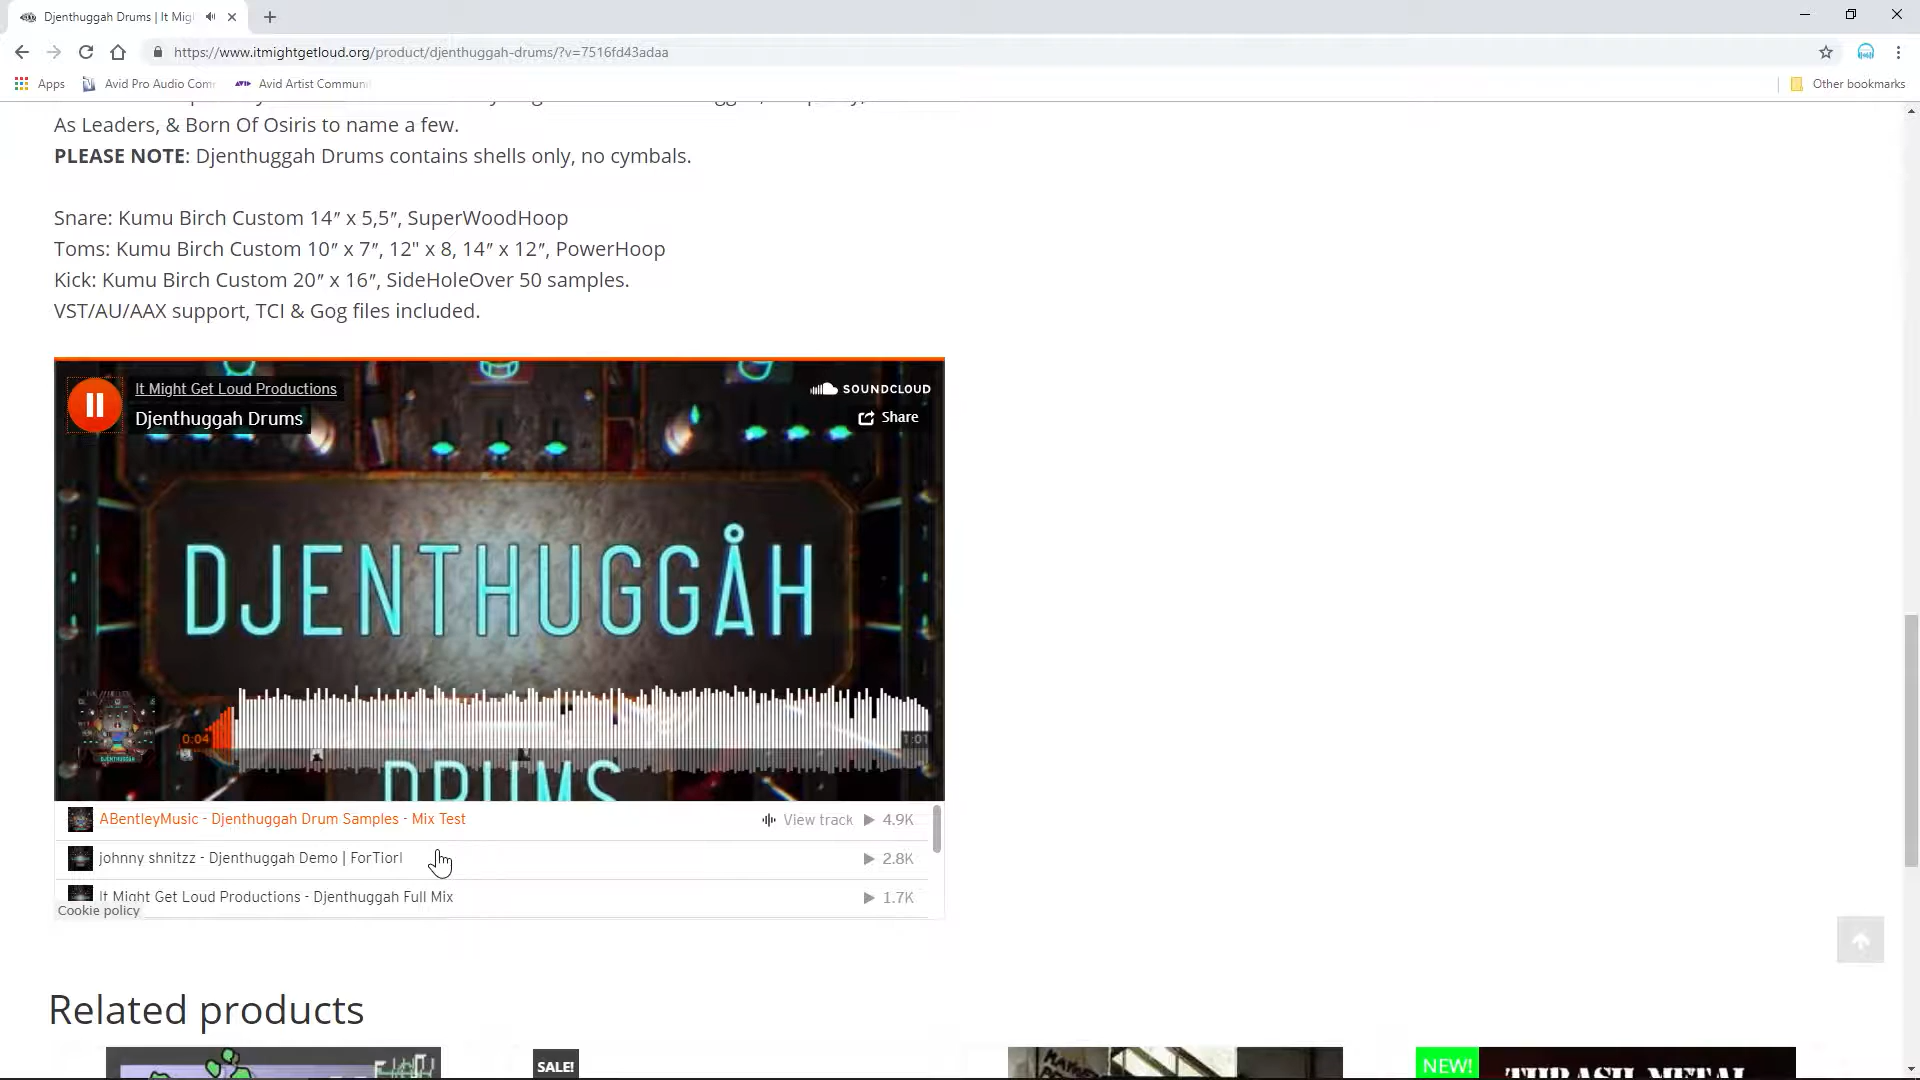 Djenthuggah Drums | It Mig
https://www.itmightgetloud.org/product/djenthuggah-drums/?v=7516fd43adaa
Apps
Avid Pro Audio Com
Avid Artist Communi
Other bookmarks
As Leaders, & Born Of Osiris to name a few.
PLEASE NOTE: Djenthuggah Drums contains shells only, no cymbals.
Snare: Kumu Birch Custom 14″ x 5,5″, SuperWoodHoop
Toms: Kumu Birch Custom 10″ x 7″, 12" x 8, 14″ x 12″, PowerHoop
Kick: Kumu Birch Custom 20″ x 16″, SideHoleOver 50 samples.
VST/AU/AAX support, TCI & Gog files included.
It Might Get Loud Productions
SOUNDCLOUD
Djenthuggah Drums
Share
DJENTHUGGÅH
DRUMS
0:04
1:01
ABentleyMusic - Djenthuggah Drum Samples - Mix Test
View track
4.9K
johnny shnitzz - Djenthuggah Demo | ForTiorI
2.8K
It Might Get Loud Productions - Djenthuggah Full Mix
1.7K
Cookie policy
Related products
SALE!
NEW!
THRASH METAL